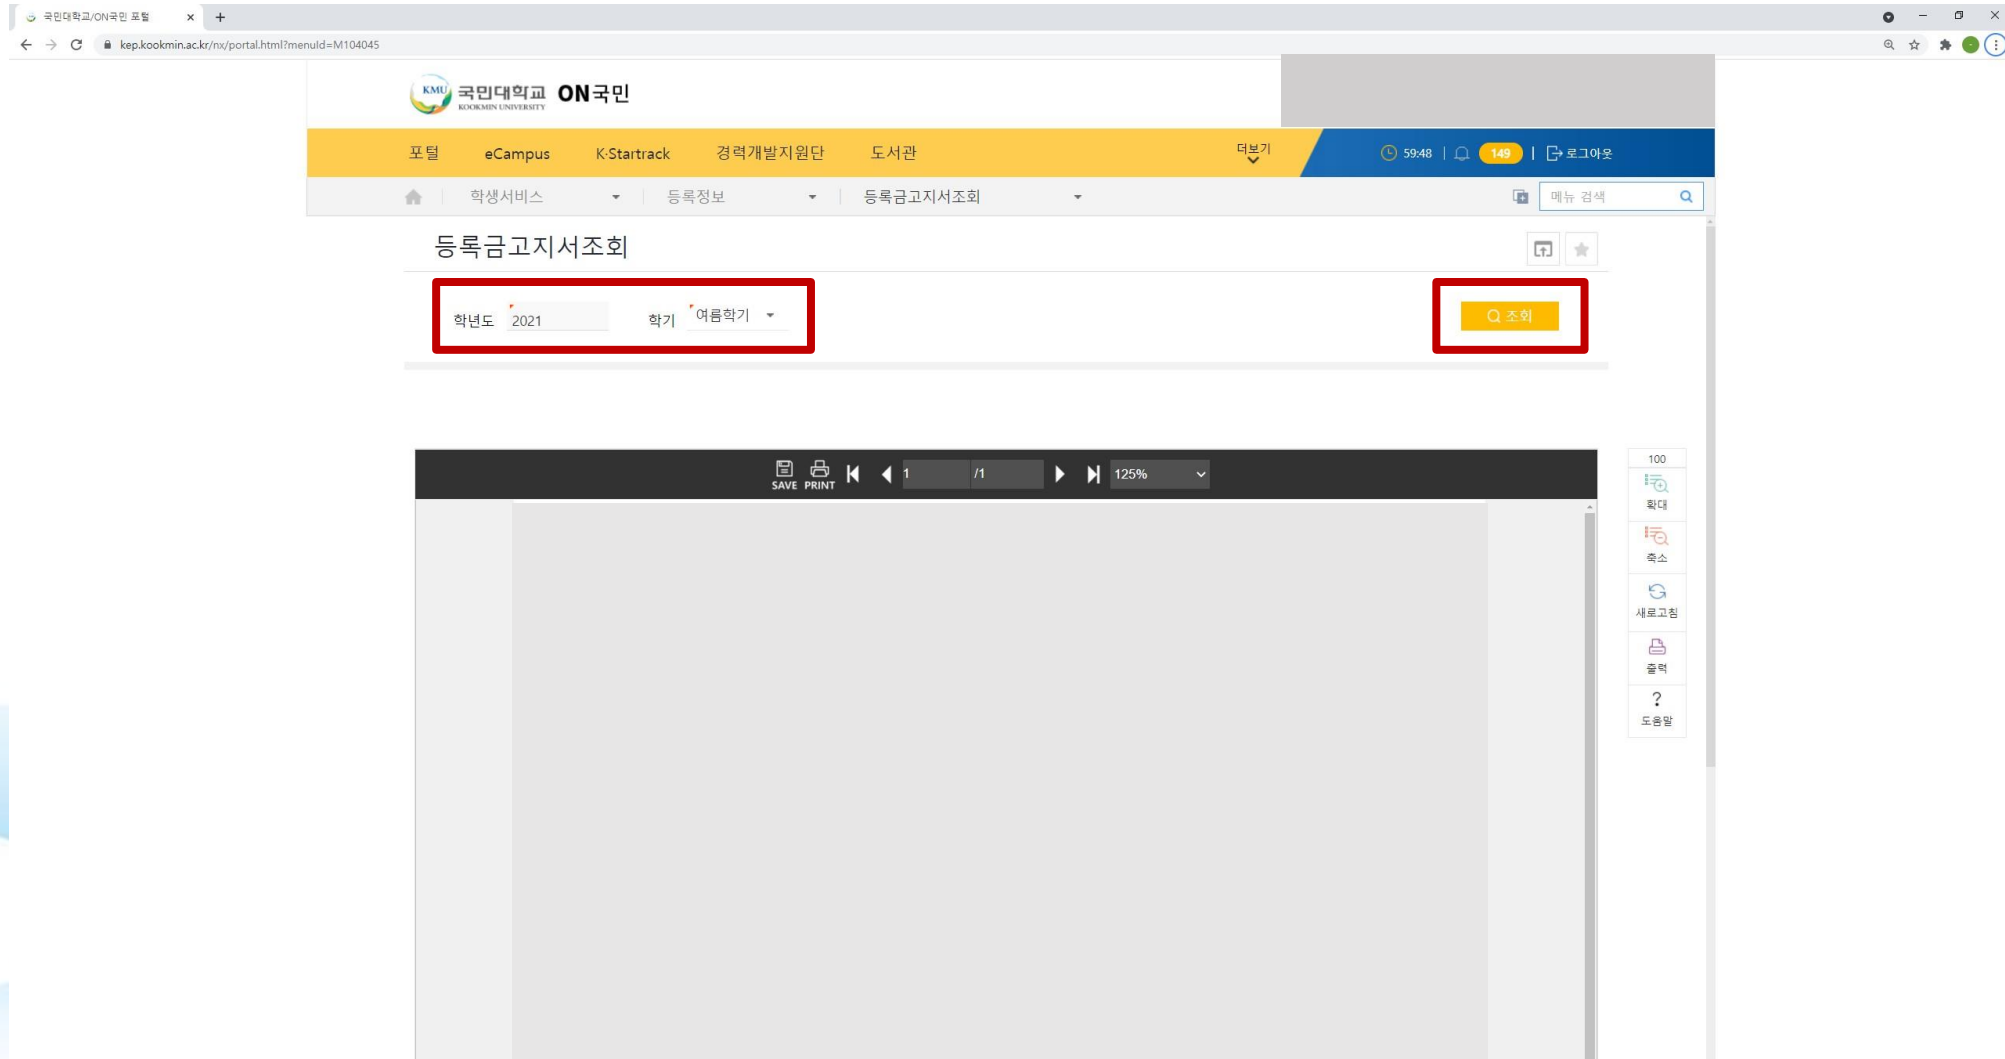 국민대학교/ON국민 포털
kep.kookmin.ac.kr/nx/portal.html?menuId=M104045
KMU 국민대학교 ON국민
KOOKMIN UNIVERSITY
포털 eCampus K·Startrack 경력개발지원단 도서관 더보기 59:48 149 로그아웃
학생서비스 등록정보 등록금고지서조회 메뉴 검색
등록금고지서조회
학년도 2021 학기 여름학기 조회
SAVE PRINT 1 /1 125%
100
확대
축소
새로고침
출력
?
도움말